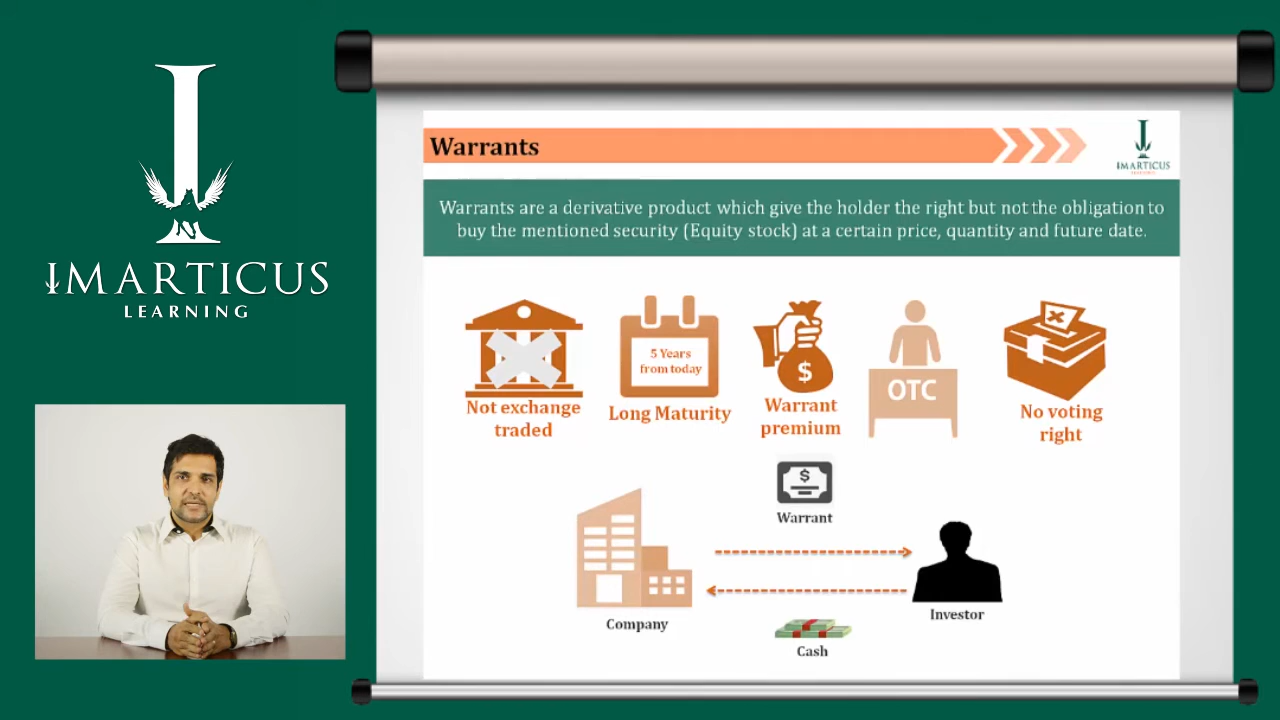 IMARTICUS
LEARNING
Warrants
IMARTICUS
Warrants are a derivative product which give the holder the right but not the obligation to
buy the mentioned security (Equity stock) at a certain price, quantity and future date.
5 Years
from today
$
OTC
Not exchange
traded
Long Maturity
Warrant
premium
No voting
right
$
Warrant
Company
Investor
Cash